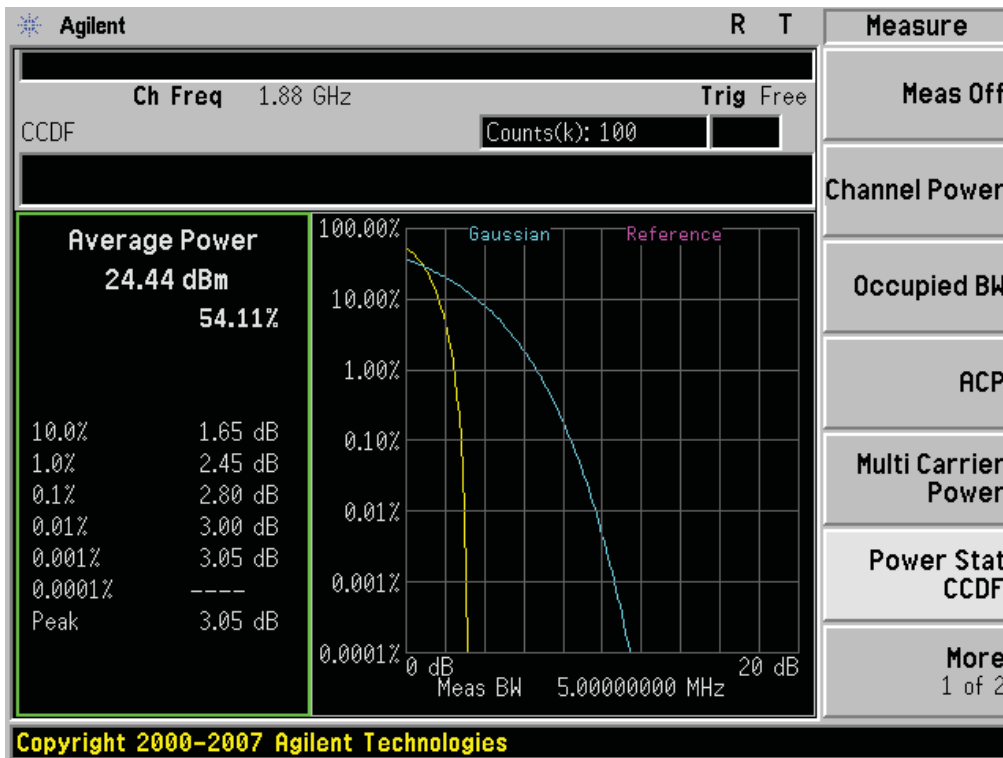 Agilent R T
Ch Freq 1.88 GHz Trig Free
CCDF Counts(k): 100
Average Power
24.44 dBm
54.11%
10.0% 1.65 dB
1.0% 2.45 dB
0.1% 2.80 dB
0.01% 3.00 dB
0.001% 3.05 dB
0.0001% ----
Peak 3.05 dB
Gaussian Reference
100.00%
10.00%
1.00%
0.10%
0.01%
0.001%
0.0001%
0 dB 20 dB
Meas BW 5.00000000 MHz
Measure
Meas Off
Channel Power
Occupied BW
ACP
Multi Carrier
Power
Power Stat
CCDF
More
1 of 2
Copyright 2000-2007 Agilent Technologies